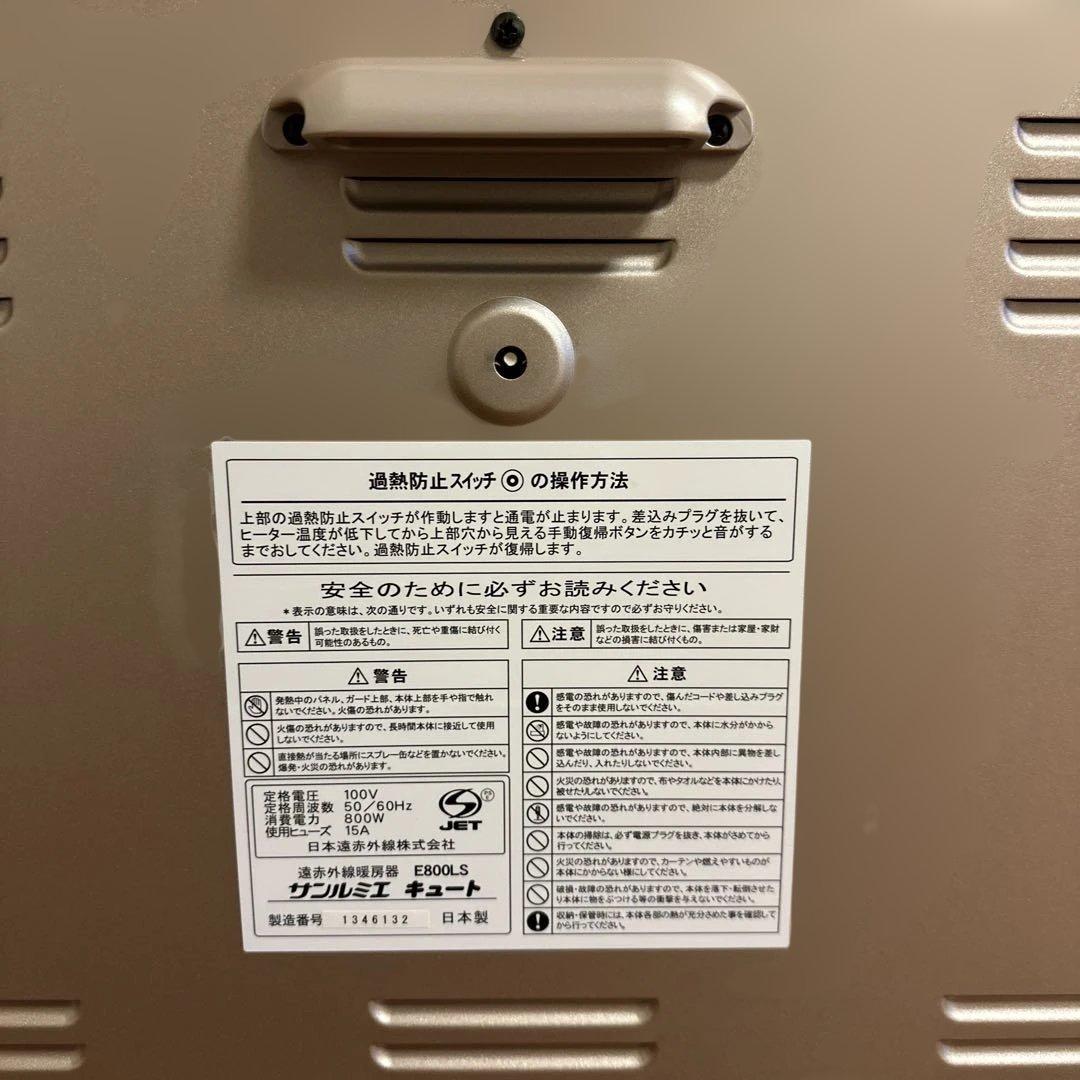 過熱防止スイッチ◎の操作方法
上部の過熱防止スイッチが作動しますと通電が止まります。差込みプラグを抜いて、
ヒーター温度が低下してから上部穴から見える手動復帰ボタンをカチッと音がする
までおしてください。過熱防止スイッチが復帰します。
安全のために必ずお読みください
*表示の意味は、次の通りです。いずれも安全に関する重要な内容ですので必ずお守りください。
⚠警告
誤った取扱をしたときに、死亡や重傷に結び付く
可能性のあるもの。
⚠注意
誤った取扱をしたときに、傷害または家屋・家財
などの損害に結び付くもの。
⚠警告
発熱中のパネル、ガード上部、本体上部を手や指で触れ
ないでください。火傷の恐れがあります。
火傷の恐れがありますので、長時間本体に接近して使用
しないでください。
直接熱が当たる場所にスプレー缶などを置かないでください。
爆発・火災の恐れがあります。
定格電圧 100V
定格周波数 50/60Hz
消費電力 800W
使用ヒューズ 15A
JET
日本遠赤外線株式会社
遠赤外線暖房器 E800LS
サンルミエ キュート
製造番号 1346132 日本製
⚠注意
感電の恐れがありますので、傷んだコードや差し込みプラグ
をそのまま使用しないでください。
感電や故障の恐れがありますので、本体に水分がかから
ないようにしてください。
感電や故障の恐れがありますので、本体内部に異物を差し
込んだり、入れたりしないでください。
火災の恐れがありますので、布やタオルなどを本体にかけたり、
被せたりしないでください。
感電や故障の恐れがありますので、絶対に本体を分解しな
いでください。
本体の掃除は、必ず電源プラグを抜き、本体がさめてから
行ってください。
火災の恐れがありますので、カーテンや燃えやすいものが
本体にかからない様にしてください。
破損・故障の恐れがありますので、本体を落下・転倒させた
り本体に物をぶつける等の衝撃を与えないでください。
収納・保管時には、本体各部の熱が充分さめた事を確認して
から行ってください。